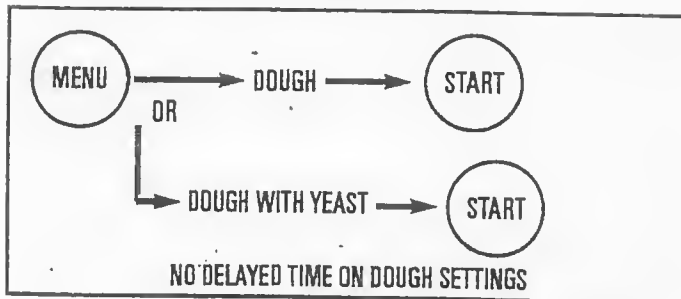 MENU DOUGH START
OR
DOUGH WITH YEAST START
NO DELAYED TIME ON DOUGH SETTINGS